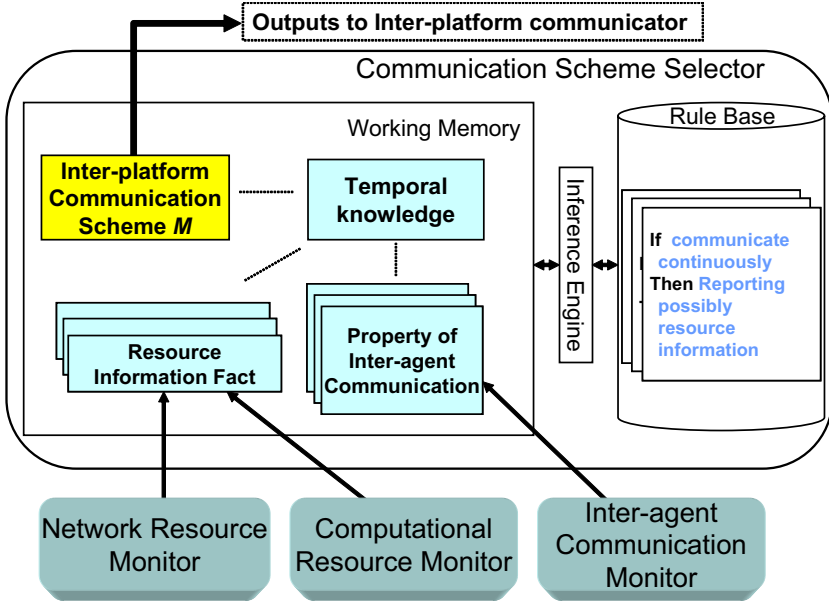 Outputs to Inter-platform communicator
Communication Scheme Selector
Working Memory
Inter-platform
Communication
Scheme M
Temporal
knowledge
Resource
Information Fact
Property of
Inter-agent
Communication
Inference Engine
Rule Base
If communicate
continuously
Then Reporting
possibly
resource
information
Network Resource
Monitor
Computational
Resource Monitor
Inter-agent
Communication
Monitor